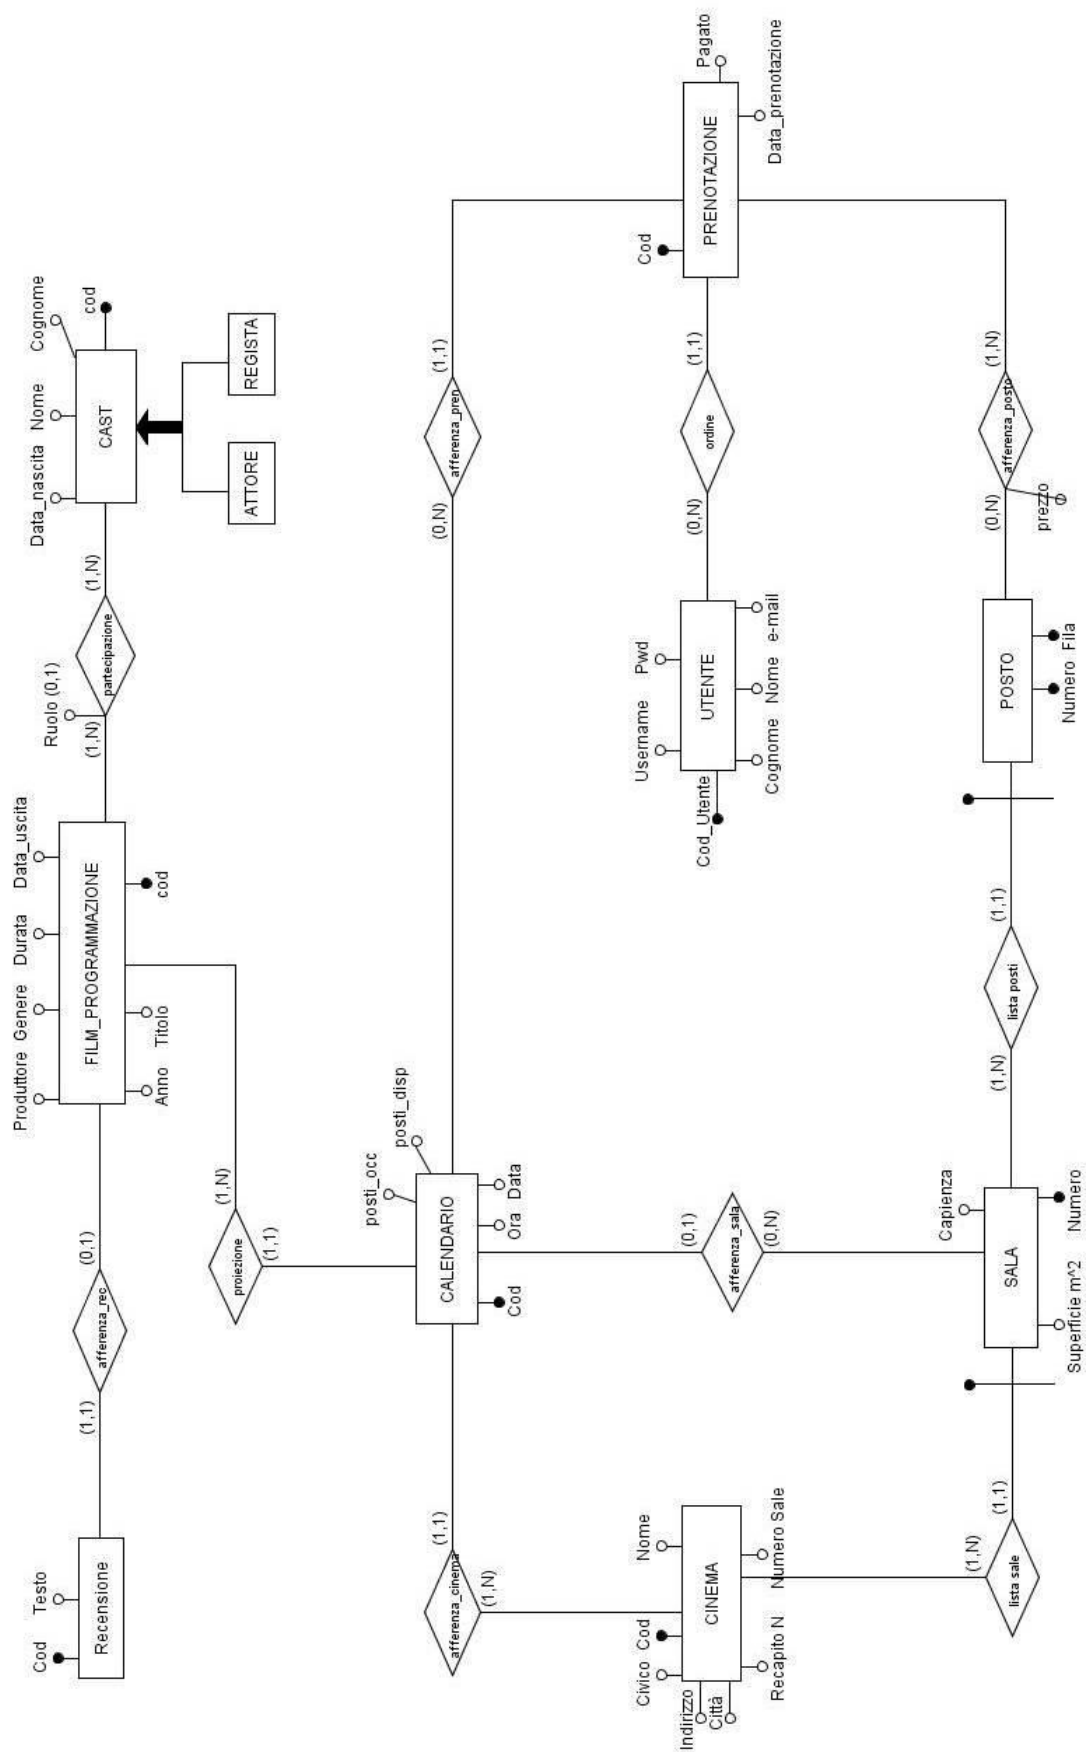 Cod
Testo
Recensione
(1,1)
afferenza_rec
(0,1)
Produttore
Genere
Durata
Data_uscita
FILM_PROGRAMMAZIONE
Anno
Titolo
cod
(1,N)
Ruolo (0,1)
partecipazione
(1,N)
Data_nascita
Nome
Cognome
CAST
cod
ATTORE
REGISTA
(1,N)
proiezione
(1,1)
posti_occ
posti_disp
CALENDARIO
Cod
Ora
Data
(1,1)
afferenza_cinema
(1,N)
(0,N)
afferenza_pren
(1,1)
(0,1)
afferenza_sala
(0,N)
Indirizzo
Città
Civico
Cod
Nome
CINEMA
Recapito N
Numero Sale
(1,N)
lista sale
(1,1)
Capienza
SALA
Superficie m^2
Numero
(1,N)
lista posti
(1,1)
POSTO
Numero
Fila
(0,N)
prezzo
afferenza_posto
(1,N)
Cod_Utente
Username
Pwd
UTENTE
Cognome
Nome
e-mail
(0,N)
ordine
(1,1)
Cod
PRENOTAZIONE
Pagato
Data_prenotazione